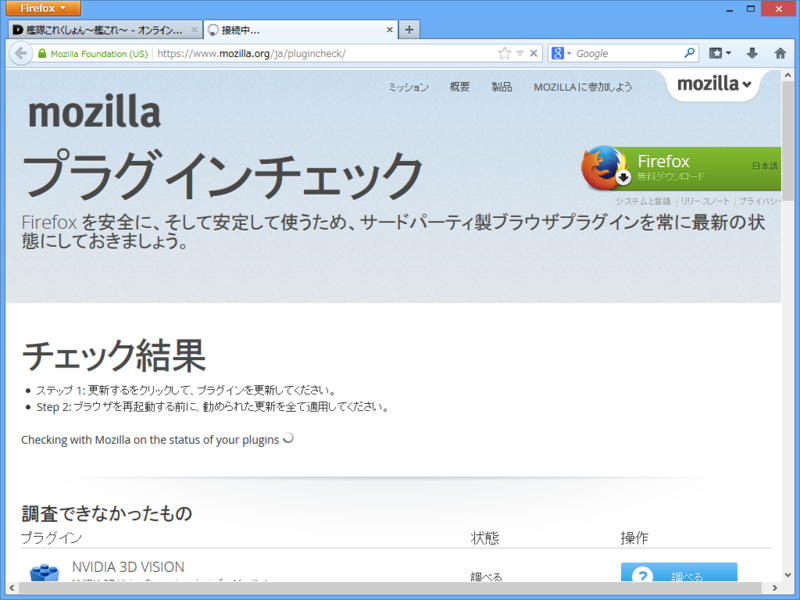 Firefox
艦隊これくしょん～艦これ～ - オンライン...
接続中...
Mozilla Foundation (US)
https://www.mozilla.org/ja/plugincheck/
Google
ミッション 概要 製品 MOZILLAに参加しよう
mozilla
mozilla
プラグインチェック
Firefox
無料ダウンロード
日本語
システムと言語 | リリースノート | プライバシー
Firefox を安全に、そして安定して使うため、サードパーティ製ブラウザプラグインを常に最新の状
態にしておきましょう。
チェック結果
ステップ 1: 更新するをクリックして、プラグインを更新してください。
Step 2: ブラウザを再起動する前に、勧められた更新を全て適用してください。
Checking with Mozilla on the status of your plugins
調査できなかったもの
プラグイン 状態 操作
NVIDIA 3D VISION
調べる
? 調べる